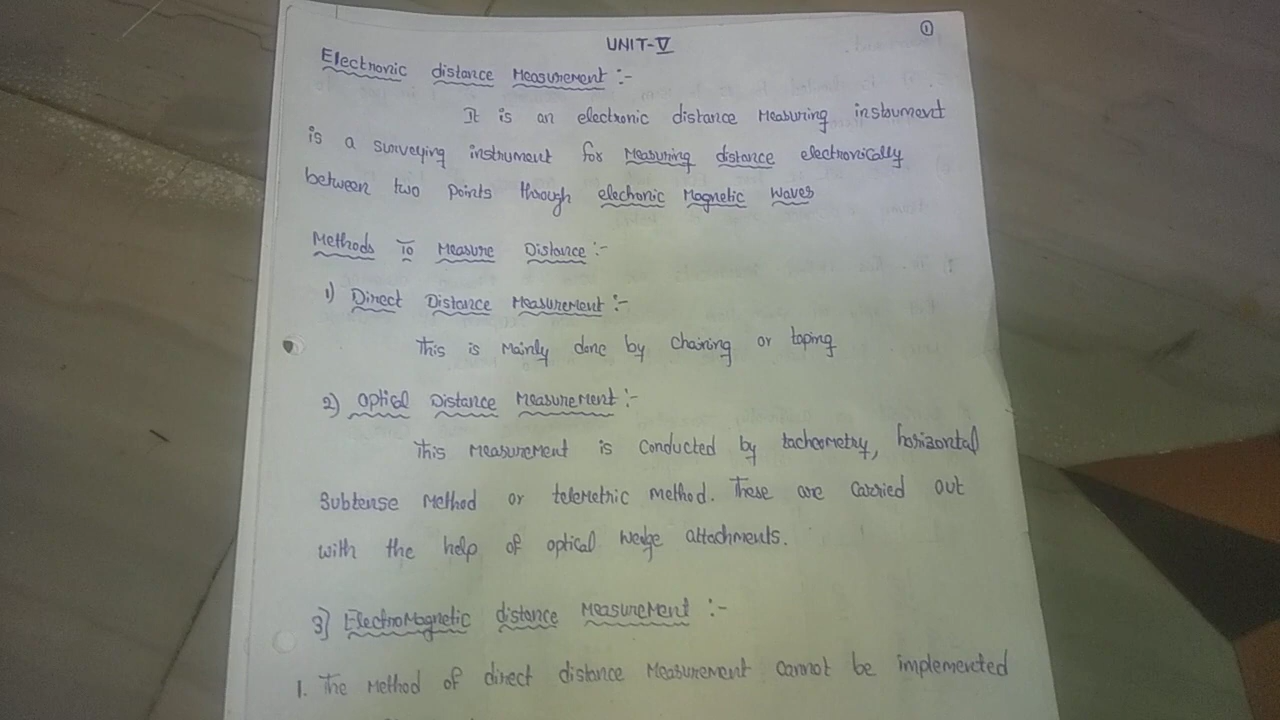 ①
UNIT-V
Electronic distance Measurement :-
It is an electronic distance Measuring instrument
is a surveying instrument for Measuring distance electronically
between two points through elechonic Magnetic waves
Methods To Measure Distance :-
1) Direct Distance Measurement :-
This is Mainly done by chaining or taping
2) Optical Distance Measurement :-
This Measurement is conducted by tacheometry, horizontal
Subtense Method or telemetric method. These are carried out
with the help of optical wedge attachments.
3] ElectroMagnetic distance Measurement :-
1. The Method of direct distance Measurement cannot be implemented